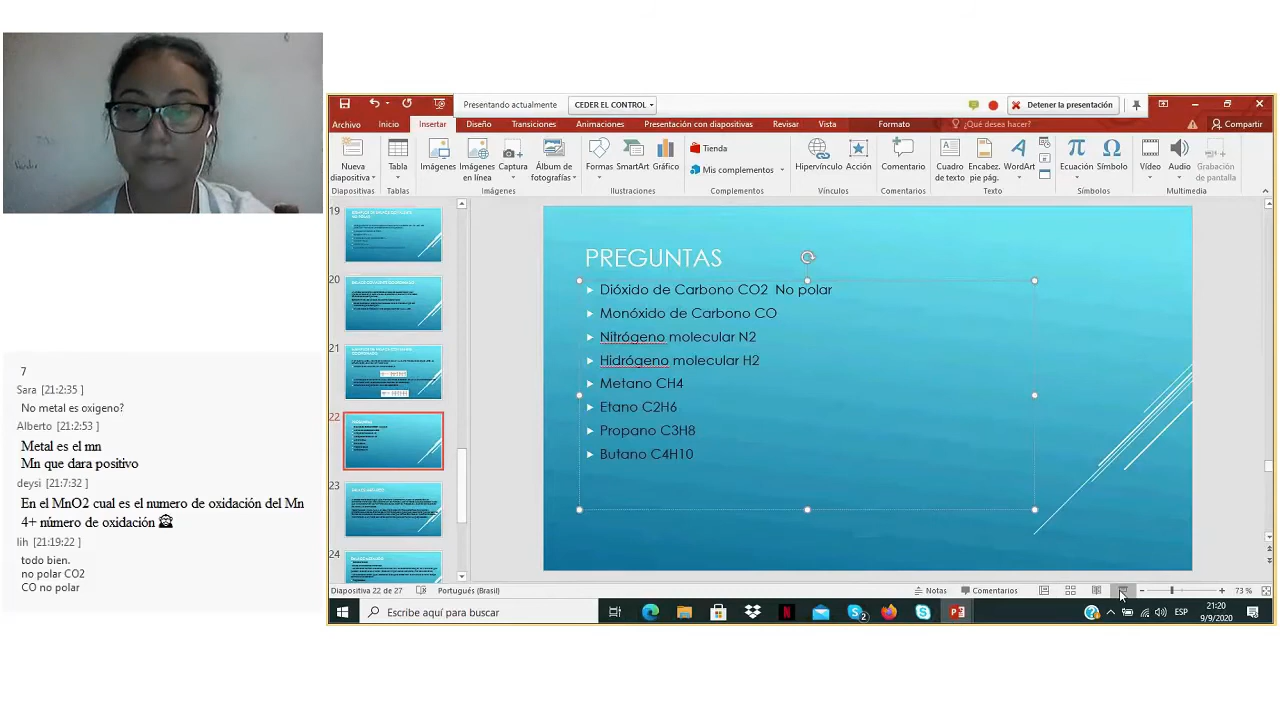 Presentando actualmente
CEDER EL CONTROL
Detener la presentación
Archivo
Inicio
Insertar
Diseño
Transiciones
Animaciones
Presentación con diapositivas
Revisar
Vista
Formato
¿Qué desea hacer?
Compartir
Nueva diapositiva
Tabla
Imágenes
Imágenes en línea
Captura
Álbum de fotografías
Formas
SmartArt
Gráfico
Tienda
Mis complementos
Hipervínculo
Acción
Comentario
Cuadro de texto
Encabez. pie pág.
WordArt
Ecuación
Símbolo
Vídeo
Audio
Grabación de pantalla
Diapositivas
Tablas
Imágenes
Ilustraciones
Complementos
Vínculos
Comentarios
Texto
Símbolos
Multimedia
19
20
21
22
23
24
PREGUNTAS
Dióxido de Carbono CO2 No polar
Monóxido de Carbono CO
Nitrógeno molecular N2
Hidrógeno molecular H2
Metano CH4
Etano C2H6
Propano C3H8
Butano C4H10
7
Sara [21:2:35 ]
No metal es oxigeno?
Alberto [21:2:53 ]
Metal es el mn
Mn que dara positivo
deysi [21:7:32 ]
En el MnO2 cual es el numero de oxidación del Mn
4+ número de oxidación
lih [21:19:22 ]
todo bien.
no polar CO2
CO no polar
Diapositiva 22 de 27
Português (Brasil)
Notas
Comentarios
73 %
Escribe aquí para buscar
2
ESP
21:20
9/9/2020